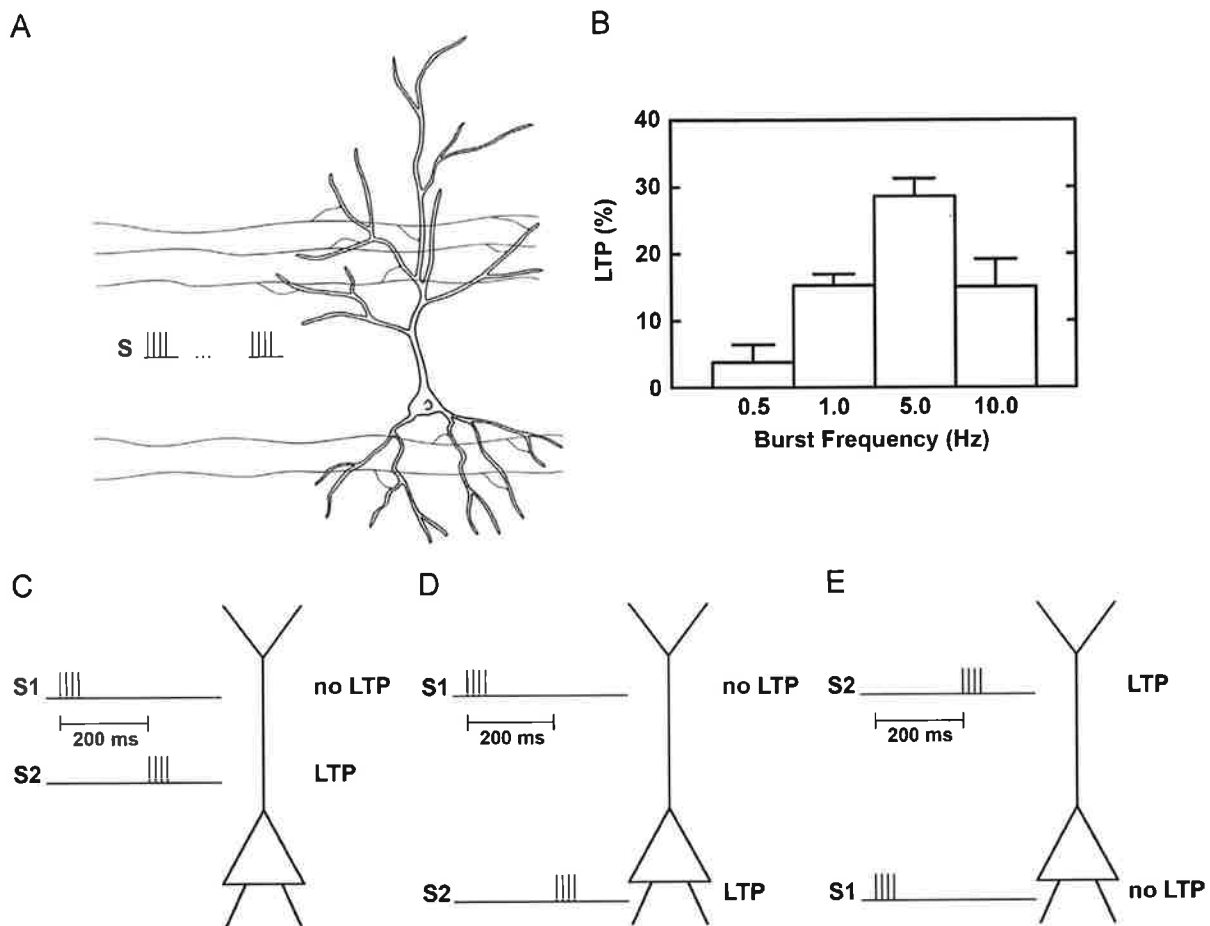 A
S
...
B
LTP (%)
40
30
20
10
0
0.5 1.0 5.0 10.0
Burst Frequency (Hz)
C
S1
no LTP
200 ms
S2
LTP
D
S1
no LTP
200 ms
S2
LTP
E
S2
LTP
200 ms
S1
no LTP